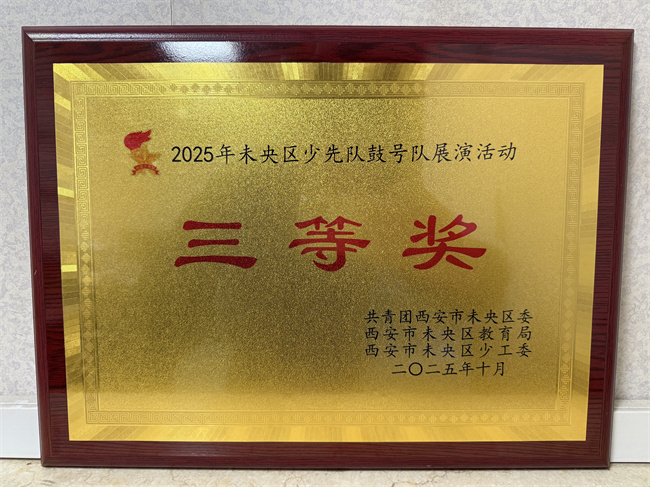 2025年未央区少先队鼓号队展演活动
三等奖
共青团西安市未央区委
西安市未央区教育局
西安市未央区少工委
二〇二五年十月